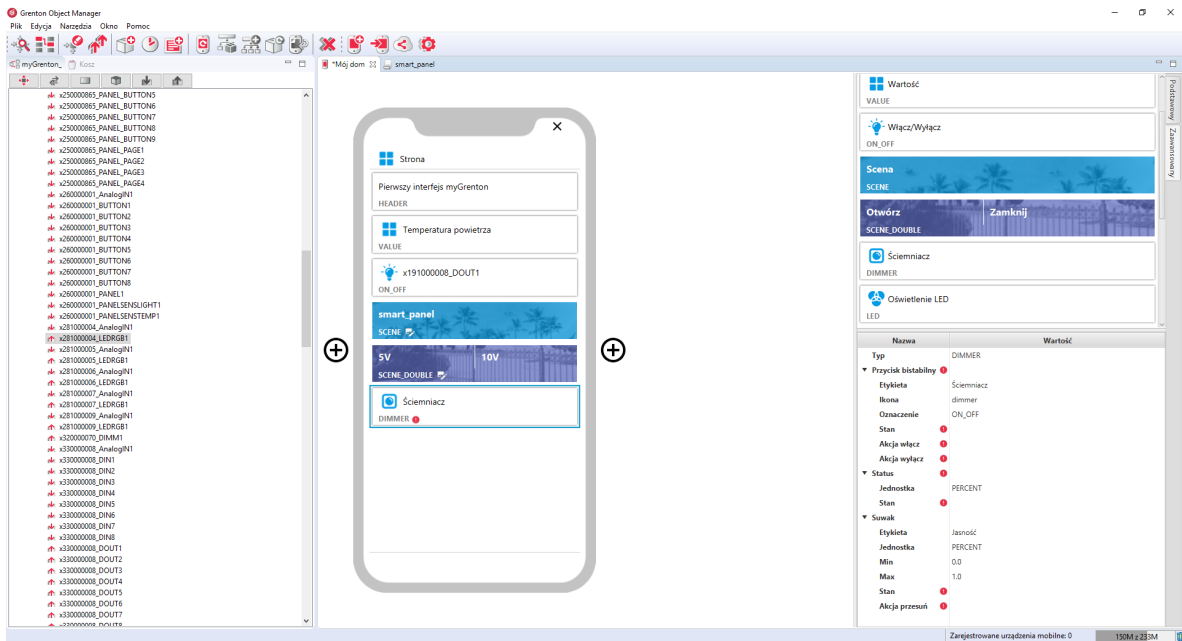 Grenton Object Manager
Plik Edycja Narzędzia Okno Pomoc
myGrenton_ Kosz
*Mój dom smart_panel
x250000865_PANEL_BUTTON5
x250000865_PANEL_BUTTON6
x250000865_PANEL_BUTTON7
x250000865_PANEL_BUTTON8
x250000865_PANEL_BUTTON9
x250000865_PANEL_PAGE1
x250000865_PANEL_PAGE2
x250000865_PANEL_PAGE3
x250000865_PANEL_PAGE4
x260000001_AnalogIN1
x260000001_BUTTON1
x260000001_BUTTON2
x260000001_BUTTON3
x260000001_BUTTON4
x260000001_BUTTON5
x260000001_BUTTON6
x260000001_BUTTON7
x260000001_BUTTON8
x260000001_PANEL1
x260000001_PANELSENSLIGHT1
x260000001_PANELSENSTEMP1
x281000004_AnalogIN1
x281000004_LEDRGB1
x281000005_AnalogIN1
x281000005_LEDRGB1
x281000006_AnalogIN1
x281000006_LEDRGB1
x281000007_AnalogIN1
x281000007_LEDRGB1
x281000009_AnalogIN1
x281000009_LEDRGB1
x320000070_DIMM1
x330000008_AnalogIN1
x330000008_DIN1
x330000008_DIN2
x330000008_DIN3
x330000008_DIN4
x330000008_DIN5
x330000008_DIN6
x330000008_DIN7
x330000008_DIN8
x330000008_DOUT1
x330000008_DOUT2
x330000008_DOUT3
x330000008_DOUT4
x330000008_DOUT5
x330000008_DOUT6
x330000008_DOUT7
x330000008_DOUT8
Strona
Pierwszy interfejs myGrenton
HEADER
Temperatura powietrza
VALUE
x191000008_DOUT1
ON_OFF
smart_panel
SCENE
5V 10V
SCENE_DOUBLE
Ściemniacz
DIMMER
Wartość
VALUE
Włącz/Wyłącz
ON_OFF
Scena
SCENE
Otwórz Zamknij
SCENE_DOUBLE
Ściemniacz
DIMMER
Oświetlenie LED
LED
Podstawowy
Zaawansowany
Nazwa Wartość
Typ DIMMER
Przycisk bistabilny
Etykieta Ściemniacz
Ikona dimmer
Oznaczenie ON_OFF
Stan
Akcja włącz
Akcja wyłącz
Status
Jednostka PERCENT
Stan
Suwak
Etykieta Jasność
Jednostka PERCENT
Min 0.0
Max 1.0
Stan
Akcja przesuń
Zarejestrowane urządzenia mobilne: 0 150M z 233M